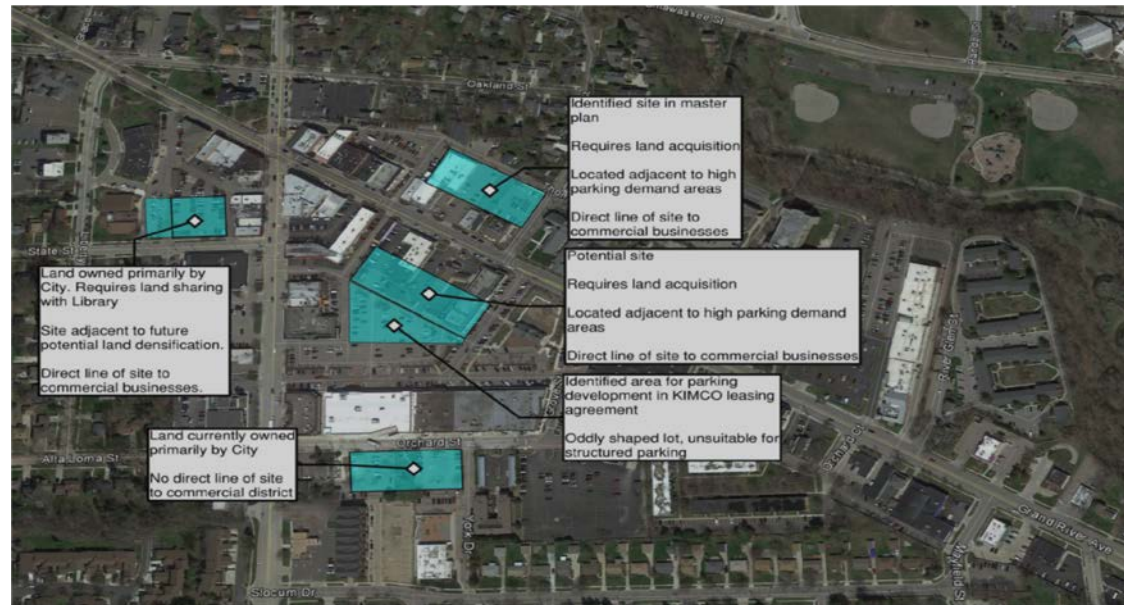 Oakland St
Identified site in master
plan
Requires land acquisition
Located adjacent to high
parking demand areas
Direct line of site to
commercial businesses
State St
Land owned primarily by
City. Requires land sharing
with Library
Site adjacent to future
potential land densification.
Direct line of site to
commercial businesses.
Potential site
Requires land acquisition
Located adjacent to high parking demand
areas
Direct line of site to commercial businesses
River Glen St
Identified area for parking
development in KIMCO leasing
agreement
Oddly shaped lot, unsuitable for
structured parking
Land currently owned
primarily by City
No direct line of site
to commercial district
Orchard St
Alta Loma St
Grand River Ave
York Dr
Mayfield St
Slocum Dr